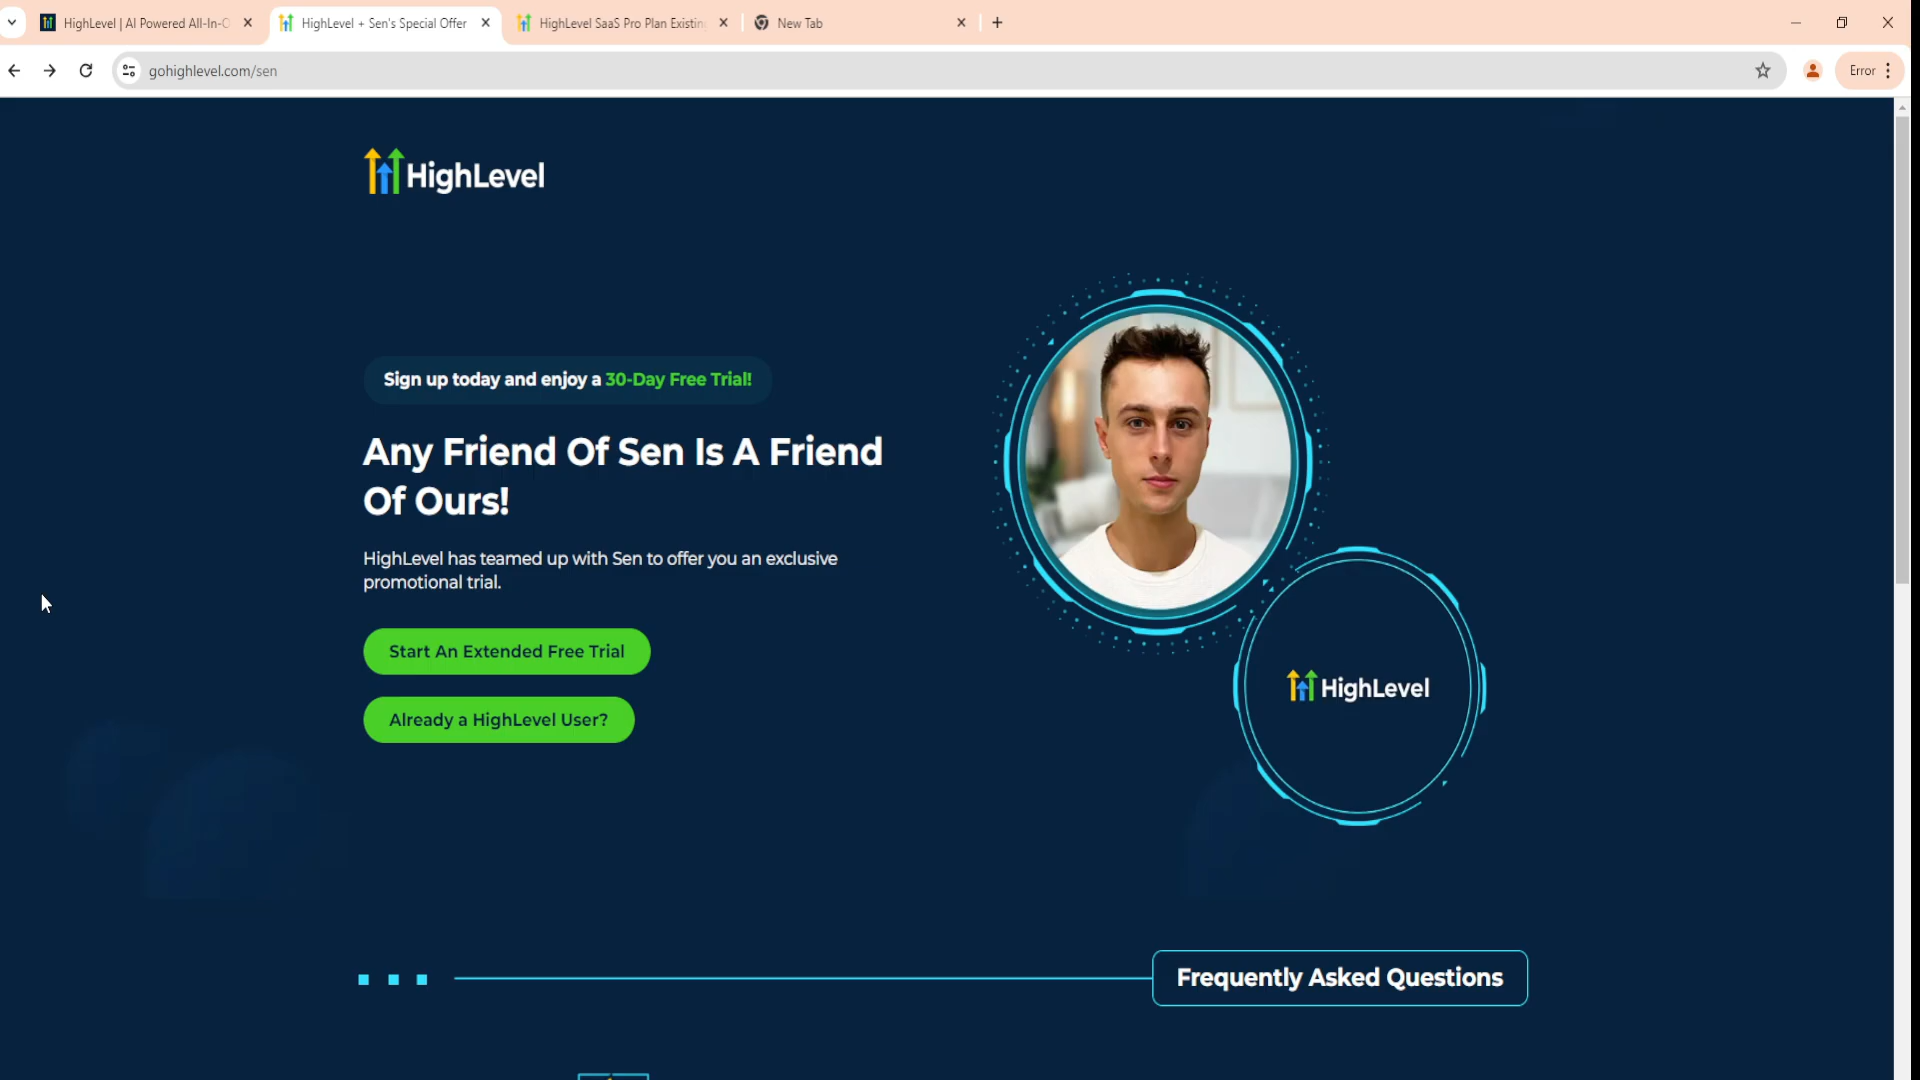 HighLevel | AI Powered All-In-O
HighLevel + Sen's Special Offer
HighLevel SaaS Pro Plan Existin
New Tab
gohighlevel.com/sen
Error
HighLevel
Sign up today and enjoy a 30-Day Free Trial!
Any Friend Of Sen Is A Friend
Of Ours!
HighLevel has teamed up with Sen to offer you an exclusive
promotional trial.
Start An Extended Free Trial
Already a HighLevel User?
HighLevel
Frequently Asked Questions